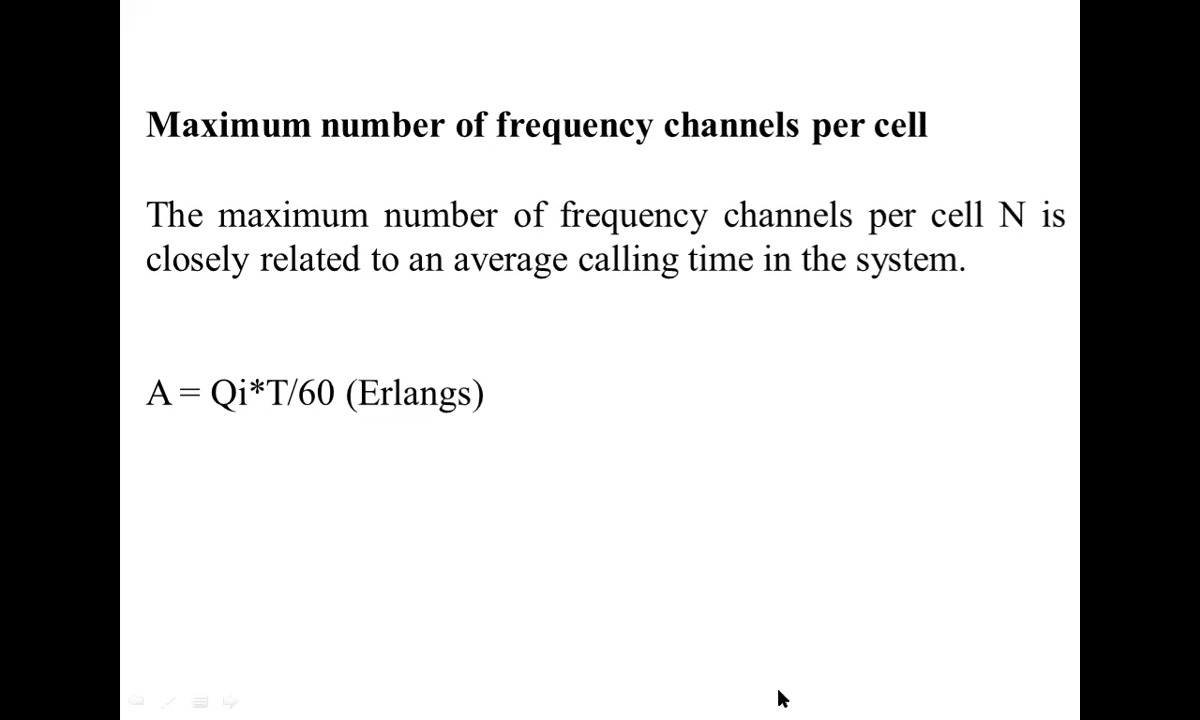 Maximum number of frequency channels per cell
The maximum number of frequency channels per cell N is
closely related to an average calling time in the system.
A = Qi*T/60 (Erlangs)